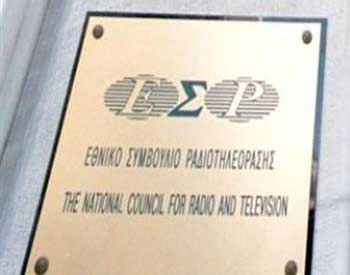 ΕΣΡ
ΕΘΝΙΚΟ ΣΥΜΒΟΥΛΙΟ ΡΑΔΙΟΤΗΛΕΟΡΑΣΗΣ
THE NATIONAL COUNCIL FOR RADIO AND TELEVISION